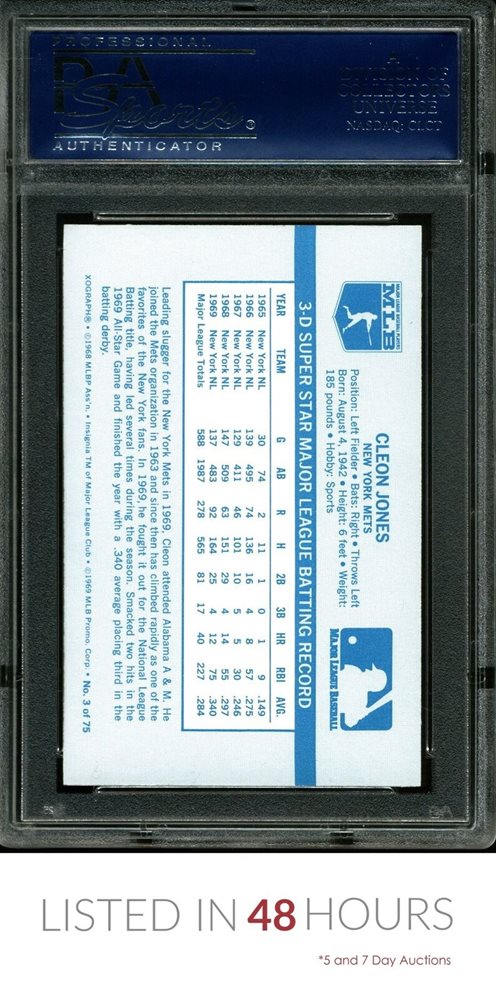 PROFESSIONAL
PSA
Sports®
AUTHENTICATOR
DIVISION OF
COLLECTORS
UNIVERSE
NASDAQ: CLCT
MAJOR LEAGUE BASEBALL PLAYERS
MLB
CLEON JONES
NEW YORK METS
Position: Left Fielder • Bats: Right • Throws Left
Born: August 4, 1942 • Height: 6 feet • Weight:
185 pounds • Hobby: Sports
MAJOR LEAGUE BASEBALL
3-D SUPER STAR MAJOR LEAGUE BATTING RECORD
YEAR TEAM G AB R H 2B 3B HR RBI AVG.
1965 New York NL 30 74 2 11 1 0 1 9 .149
1966 New York NL 139 495 74 136 16 4 8 57 .275
1967 New York NL 129 411 46 101 10 5 5 30 .246
1968 New York NL 147 509 63 151 29 4 14 55 .297
1969 New York NL 137 483 92 164 25 4 12 75 .340
Major League Totals 588 1987 278 565 81 17 40 227 .284
Leading slugger for the New York Mets in 1969, Cleon attended Alabama A & M. He
joined the Mets organization in 1963 and since then has climbed rapidly as one of the
favorites of the New York fans. In 1969, he fought it out for the National League
Batting title, having led several times during the season. Smacked two hits in the
1969 All-Star Game and finished the year with a .340 average placing third in the
batting derby.
XOGRAPH® • ©1968 MLBP Ass'n. • Insignia TM of Major League Club • ©1969 MLB Promo. Corp. • No. 3 of 75
LISTED IN 48 HOURS
*5 and 7 Day Auctions